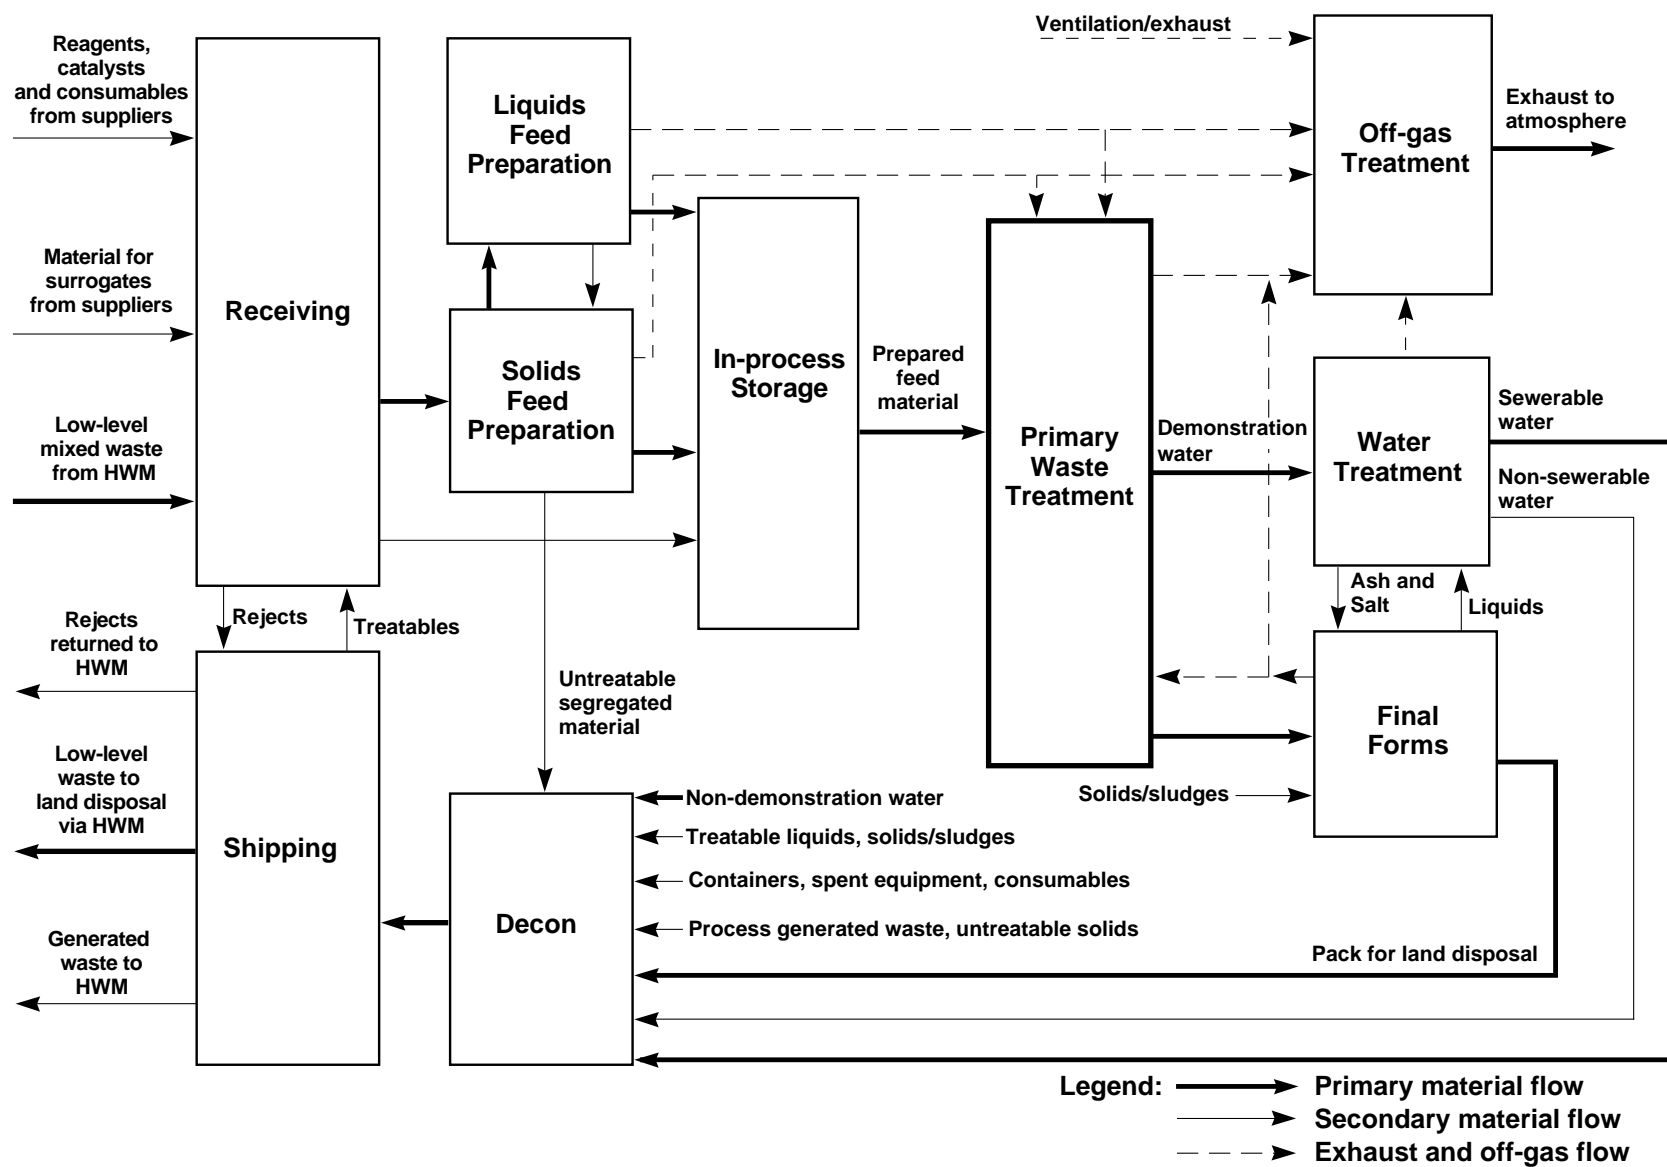 Reagents,
catalysts
and consumables
from suppliers
Material for
surrogates
from suppliers
Low-level
mixed waste
from HWM
Receiving
Liquids
Feed
Preparation
Solids
Feed
Preparation
In-process
Storage
Prepared
feed
material
Primary
Waste
Treatment
Ventilation/exhaust
Off-gas
Treatment
Exhaust to
atmosphere
Demonstration
water
Water
Treatment
Sewerable
water
Non-sewerable
water
Ash and
Salt
Liquids
Final
Forms
Solids/sludges
Rejects
Treatables
Rejects
returned to
HWM
Low-level
waste to
land disposal
via HWM
Generated
waste to
HWM
Shipping
Untreatable
segregated
material
Decon
Non-demonstration water
Treatable liquids, solids/sludges
Containers, spent equipment, consumables
Process generated waste, untreatable solids
Pack for land disposal
Legend:
Primary material flow
Secondary material flow
Exhaust and off-gas flow